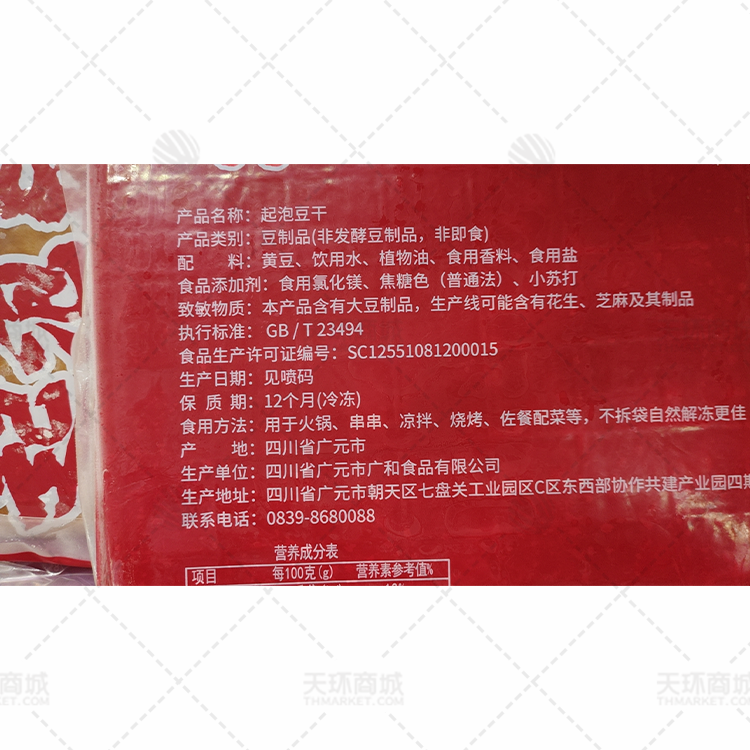 产品名称：起泡豆干
产品类别：豆制品(非发酵豆制品，非即食)
配　　料：黄豆、饮用水、植物油、食用香料、食用盐
食品添加剂：食用氯化镁、焦糖色（普通法）、小苏打
致敏物质：本产品含有大豆制品，生产线可能含有花生、芝麻及其制品
执行标准：GB / T 23494
食品生产许可证编号：SC12551081200015
生产日期：见喷码
保 质 期：12个月(冷冻)
食用方法：用于火锅、串串、凉拌、烧烤、佐餐配菜等，不拆袋自然解冻更佳
产　　地：四川省广元市
生产单位：四川省广元市广和食品有限公司
生产地址：四川省广元市朝天区七盘关工业园区C区东西部协作共建产业园四期
联系电话：0839-8680088
营养成分表
项目 每100克(g) 营养素参考值%
商城 天环商城 天环商城
THMARKET.COM THMARKET.COM